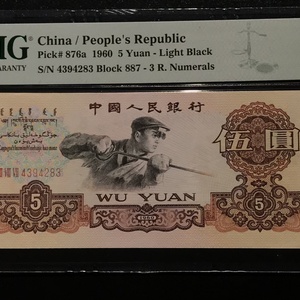 MG China / People's Republic
ARANTY Pick# 876a 1960 5 Yuan - Light Black
S/N 4394283 Block 887 - 3 R. Numerals
中國人民銀行
伍圓
4394283
5
WU YUAN
1960
5